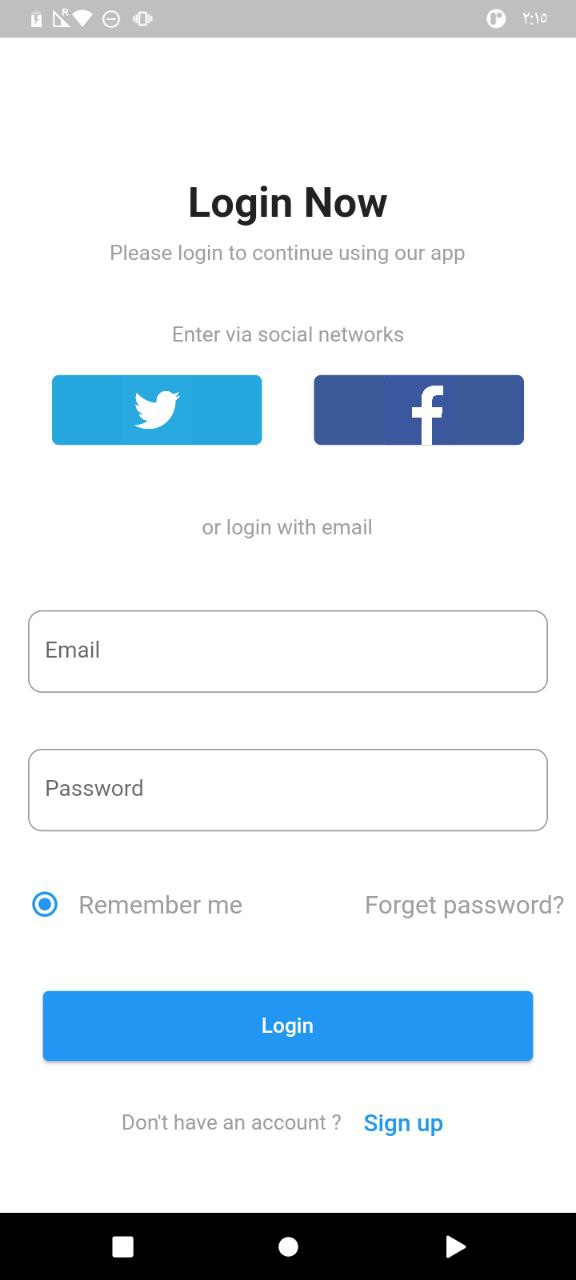 ٢:١٥
Login Now
Please login to continue using our app
Enter via social networks
or login with email
Email
Password
Remember me Forget password?
Login
Don't have an account ? Sign up